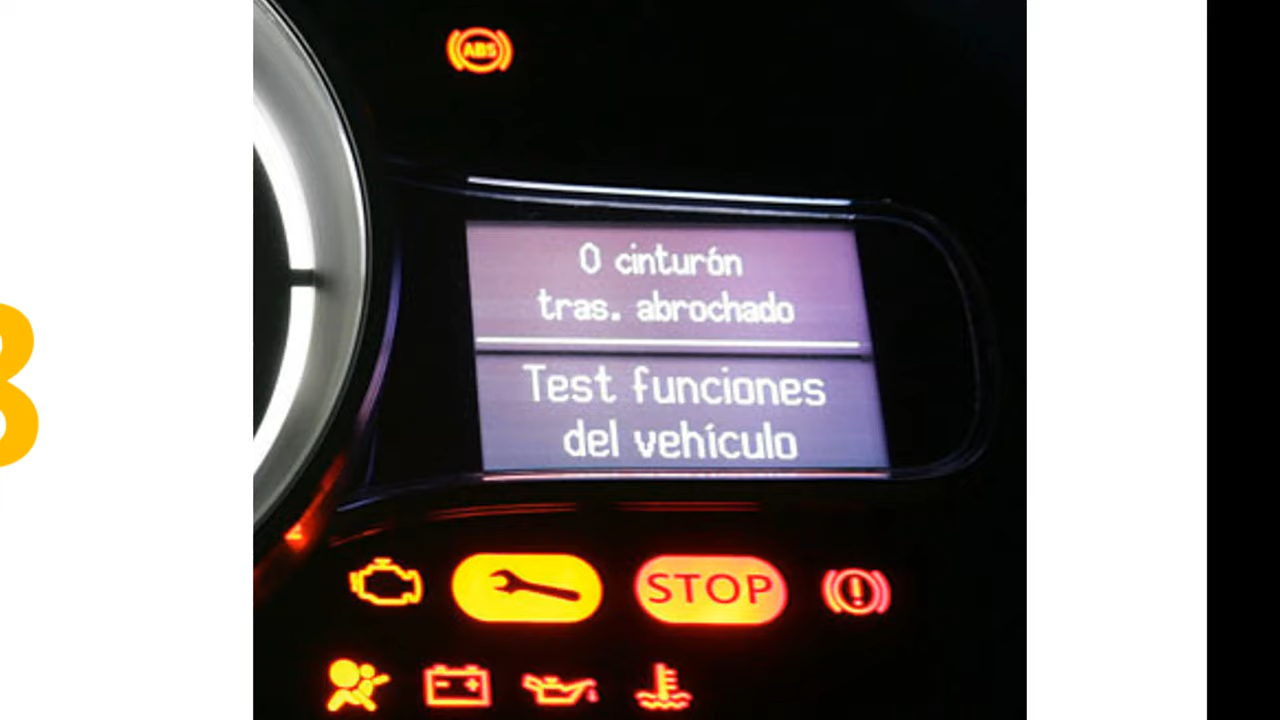 ABS
0 cinturón
tras. abrochado
Test funciones
del vehículo
STOP